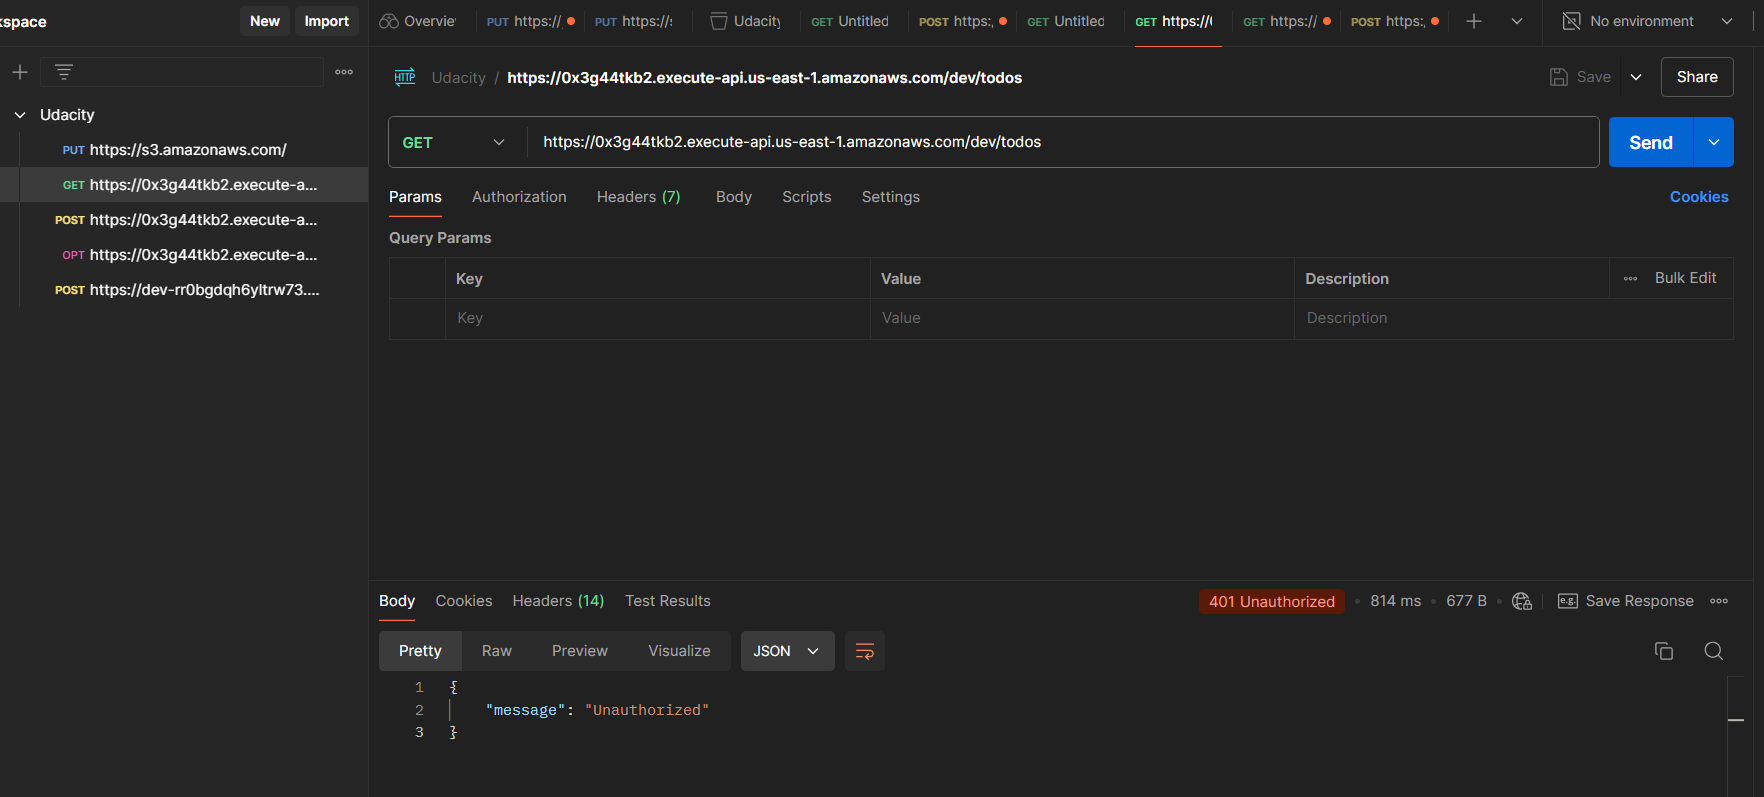 kspace
New
Import
Overvie
PUT https://
PUT https://s
Udacity
GET Untitled
POST https:/
GET Untitled
GET https://0
GET https://
POST https:/
No environment
Udacity
PUT https://s3.amazonaws.com/
GET https://0x3g44tkb2.execute-a...
POST https://0x3g44tkb2.execute-a...
OPT https://0x3g44tkb2.execute-a...
POST https://dev-rr0bgdqh6yltrw73....
HTTP Udacity / https://0x3g44tkb2.execute-api.us-east-1.amazonaws.com/dev/todos
Save
Share
GET https://0x3g44tkb2.execute-api.us-east-1.amazonaws.com/dev/todos
Send
Params Authorization Headers (7) Body Scripts Settings
Cookies
Query Params
Key Value Description Bulk Edit
Key Value Description
Body Cookies Headers (14) Test Results
401 Unauthorized • 814 ms • 677 B • e.g. Save Response
Pretty Raw Preview Visualize JSON
1 {
2 "message": "Unauthorized"
3 }